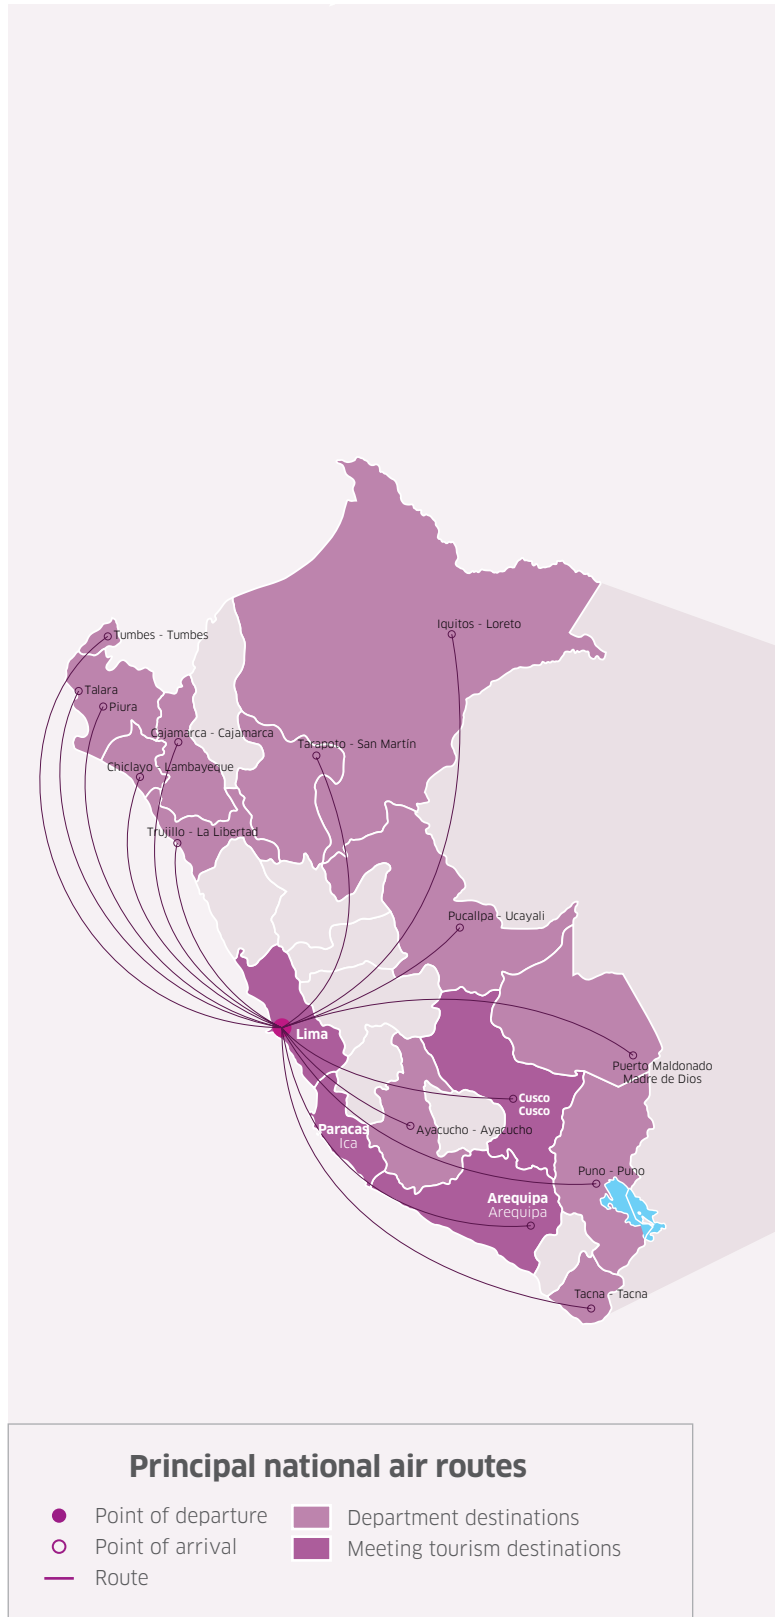 Iquitos - Loreto
Tumbes - Tumbes
Talara
Piura
Cajamarca - Cajamarca
Tarapoto - San Martín
Chiclayo - Lambayeque
Trujillo - La Libertad
Pucallpa - Ucayali
Lima
Puerto Maldonado
Madre de Dios
Cusco
Cusco
Paracas
Ica
Ayacucho - Ayacucho
Puno - Puno
Arequipa
Arequipa
Tacna - Tacna
Principal national air routes
Point of departure
Department destinations
Point of arrival
Meeting tourism destinations
Route